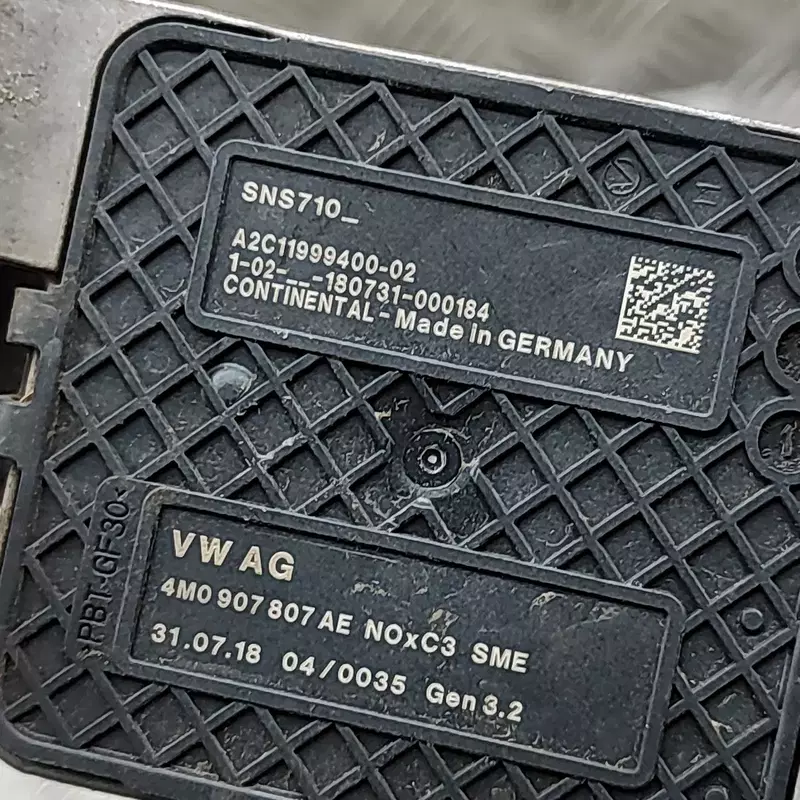 SNS710_
A2C11999400-02
1-02-__-180731-000184
CONTINENTAL - Made in GERMANY
>PBT-GF30<
VW AG
4M0 907 807 AE NOxC3 SME
31.07.18 04/0035 Gen 3.2